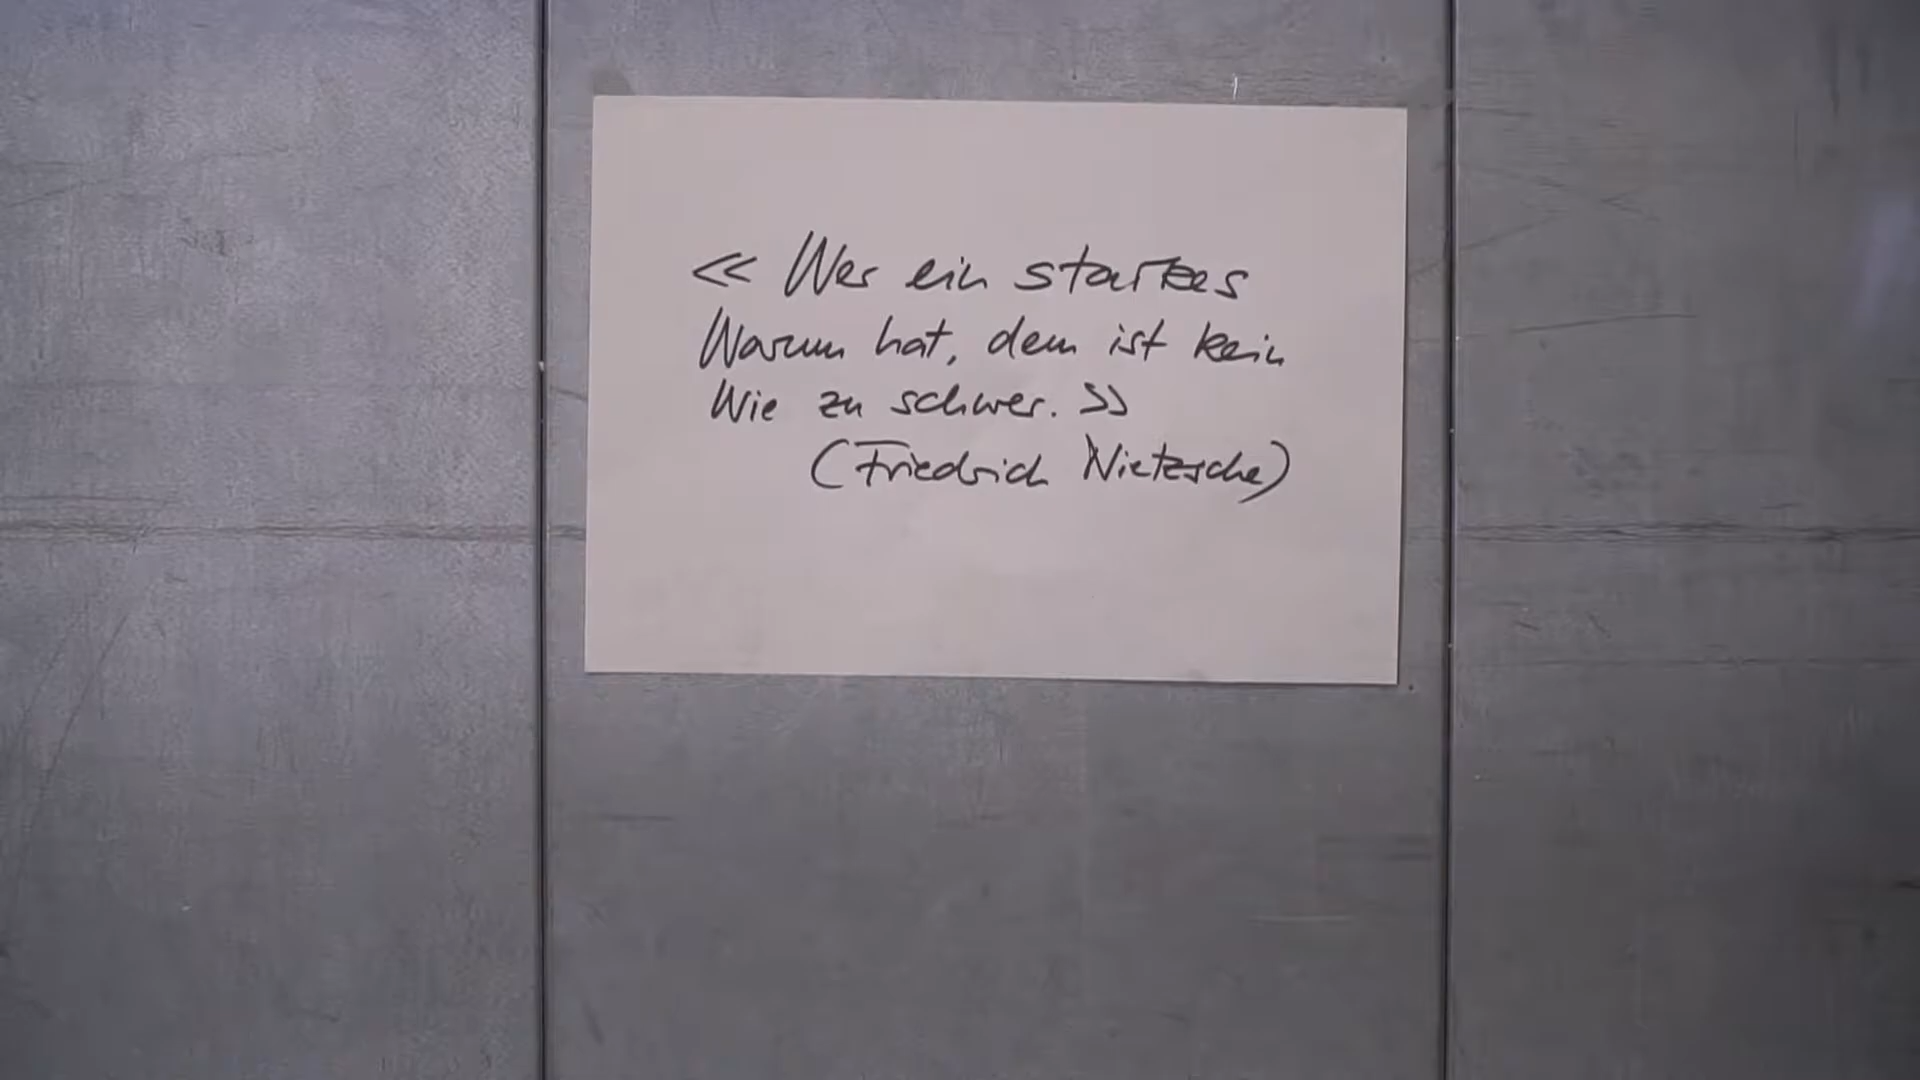 « Wer ein starkes
Warum hat, dem ist kein
Wie zu schwer. »
(Friedrich Nietzsche)